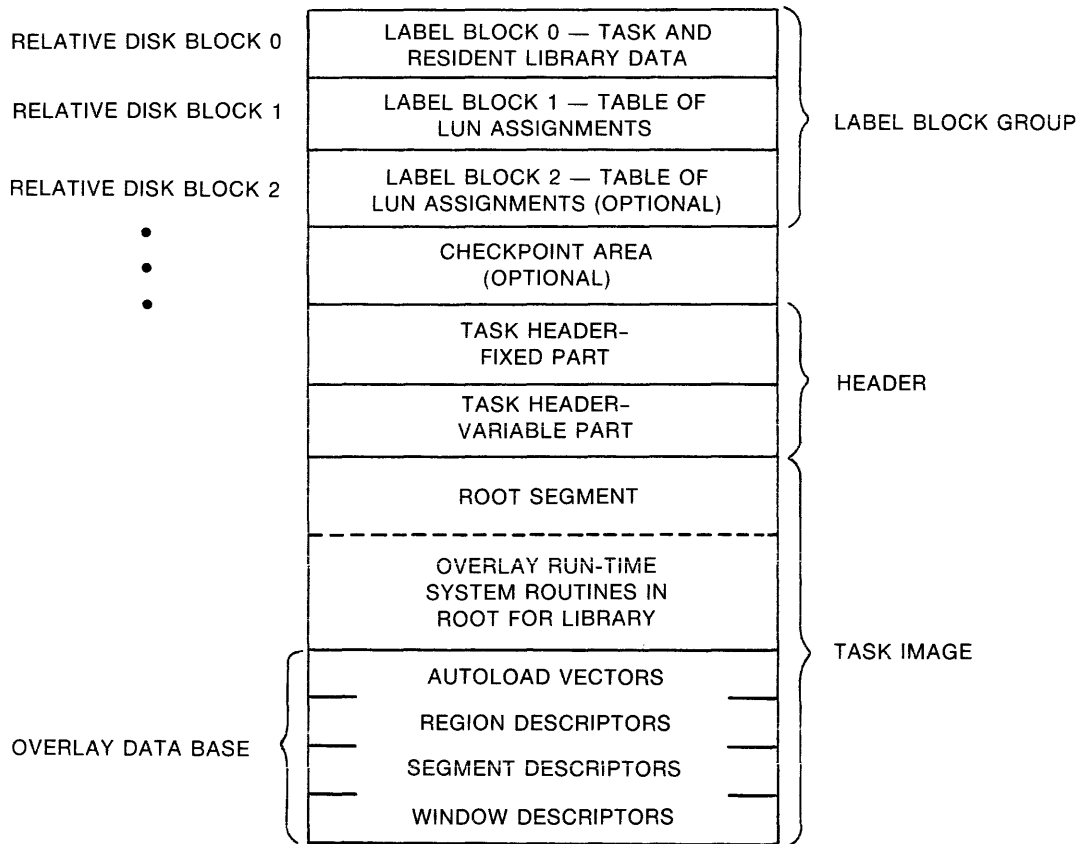 RELATIVE DISK BLOCK 0
LABEL BLOCK 0 — TASK AND
RESIDENT LIBRARY DATA
RELATIVE DISK BLOCK 1
LABEL BLOCK 1 — TABLE OF
LUN ASSIGNMENTS
LABEL BLOCK GROUP
RELATIVE DISK BLOCK 2
LABEL BLOCK 2 — TABLE OF
LUN ASSIGNMENTS (OPTIONAL)
CHECKPOINT AREA
(OPTIONAL)
TASK HEADER–
FIXED PART
HEADER
TASK HEADER–
VARIABLE PART
ROOT SEGMENT
OVERLAY RUN-TIME
SYSTEM ROUTINES IN
ROOT FOR LIBRARY
TASK IMAGE
AUTOLOAD VECTORS
REGION DESCRIPTORS
OVERLAY DATA BASE
SEGMENT DESCRIPTORS
WINDOW DESCRIPTORS